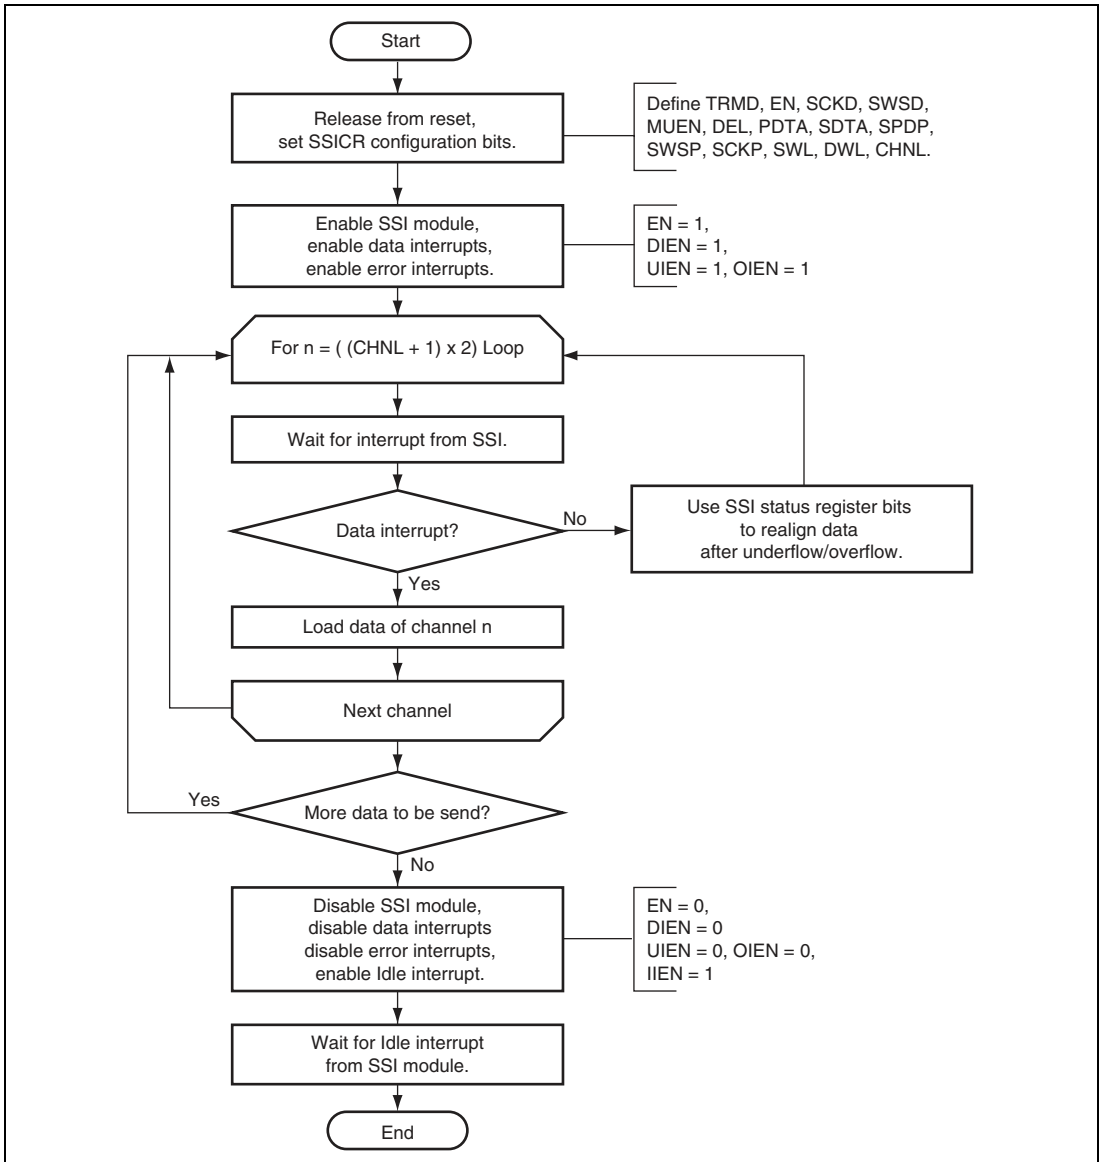 Start
Release from reset,
set SSICR configuration bits.
Define TRMD, EN, SCKD, SWSD,
MUEN, DEL, PDTA, SDTA, SPDP,
SWSP, SCKP, SWL, DWL, CHNL.
Enable SSI module,
enable data interrupts,
enable error interrupts.
EN = 1,
DIEN = 1,
UIEN = 1, OIEN = 1
For n = ( (CHNL + 1) x 2) Loop
Wait for interrupt from SSI.
Data interrupt?
No
Use SSI status register bits
to realign data
after underflow/overflow.
Yes
Load data of channel n
Next channel
Yes
More data to be send?
No
Disable SSI module,
disable data interrupts
disable error interrupts,
enable Idle interrupt.
EN = 0,
DIEN = 0
UIEN = 0, OIEN = 0,
IIEN = 1
Wait for Idle interrupt
from SSI module.
End